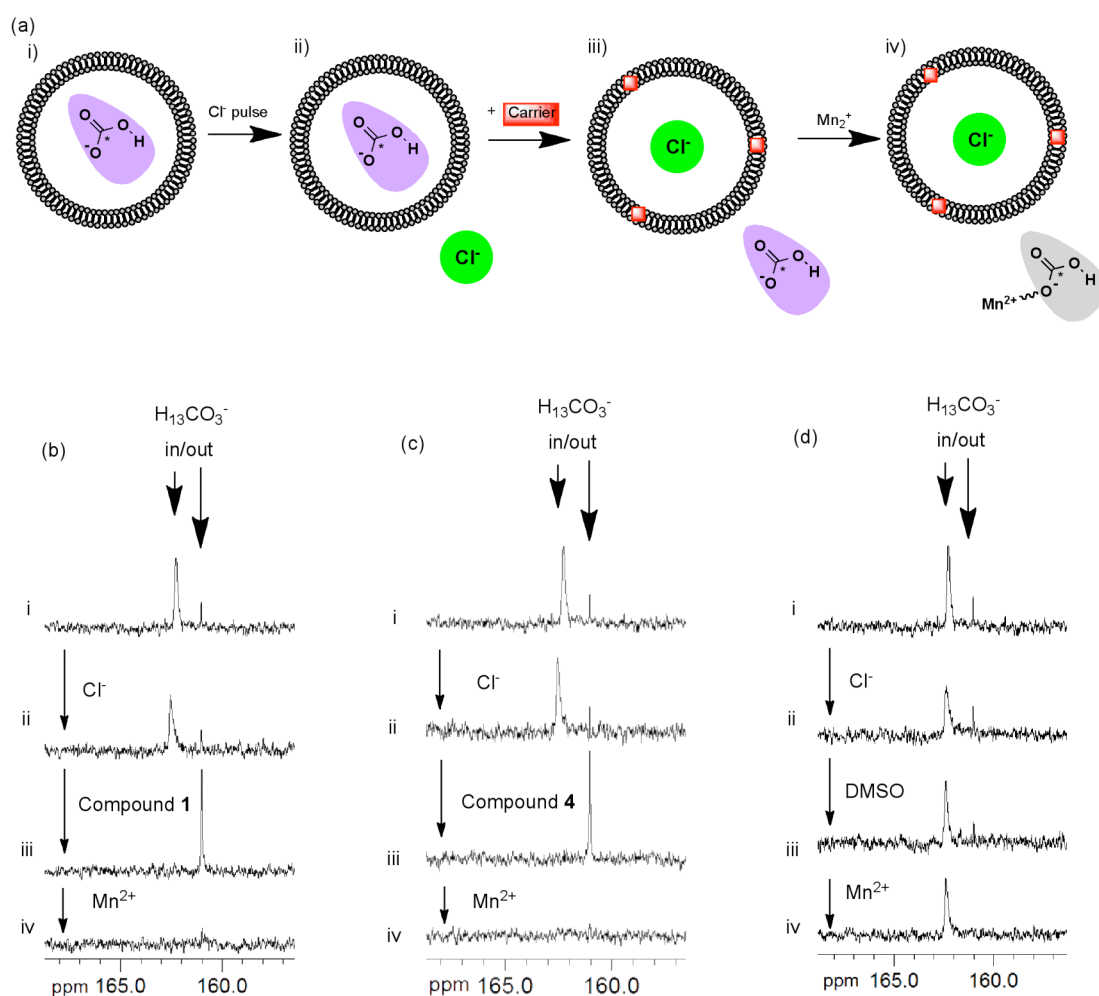 (a)
i)
ii)
iii)
iv)
O
O
H
-O
*
Cl⁻ pulse
O
O
H
-O
*
Cl⁻
+ Carrier
Cl⁻
O
O
H
-O
*
Mn₂⁺
Cl⁻
O
O
H
Mn²⁺
O⁻
*
(b)
H₁₃CO₃⁻
in/out
i
Cl⁻
ii
Compound 1
iii
Mn²⁺
iv
ppm 165.0 160.0
(c)
H₁₃CO₃⁻
in/out
i
Cl⁻
ii
Compound 4
iii
Mn²⁺
iv
ppm 165.0 160.0
(d)
H₁₃CO₃⁻
in/out
i
Cl⁻
ii
DMSO
iii
Mn²⁺
iv
ppm 165.0 160.0